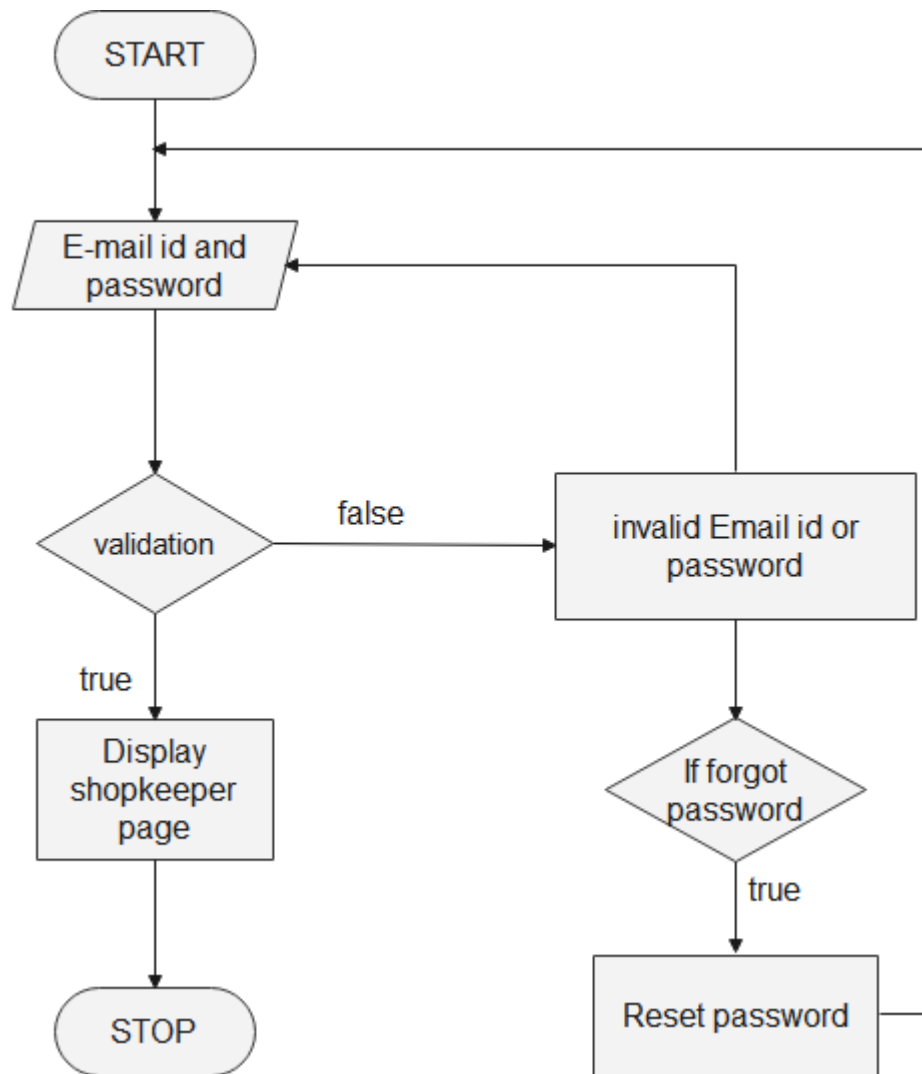 START
E-mail id and
password
validation
false
invalid Email id or
password
true
Display
shopkeeper
page
If forgot
password
true
Reset password
STOP